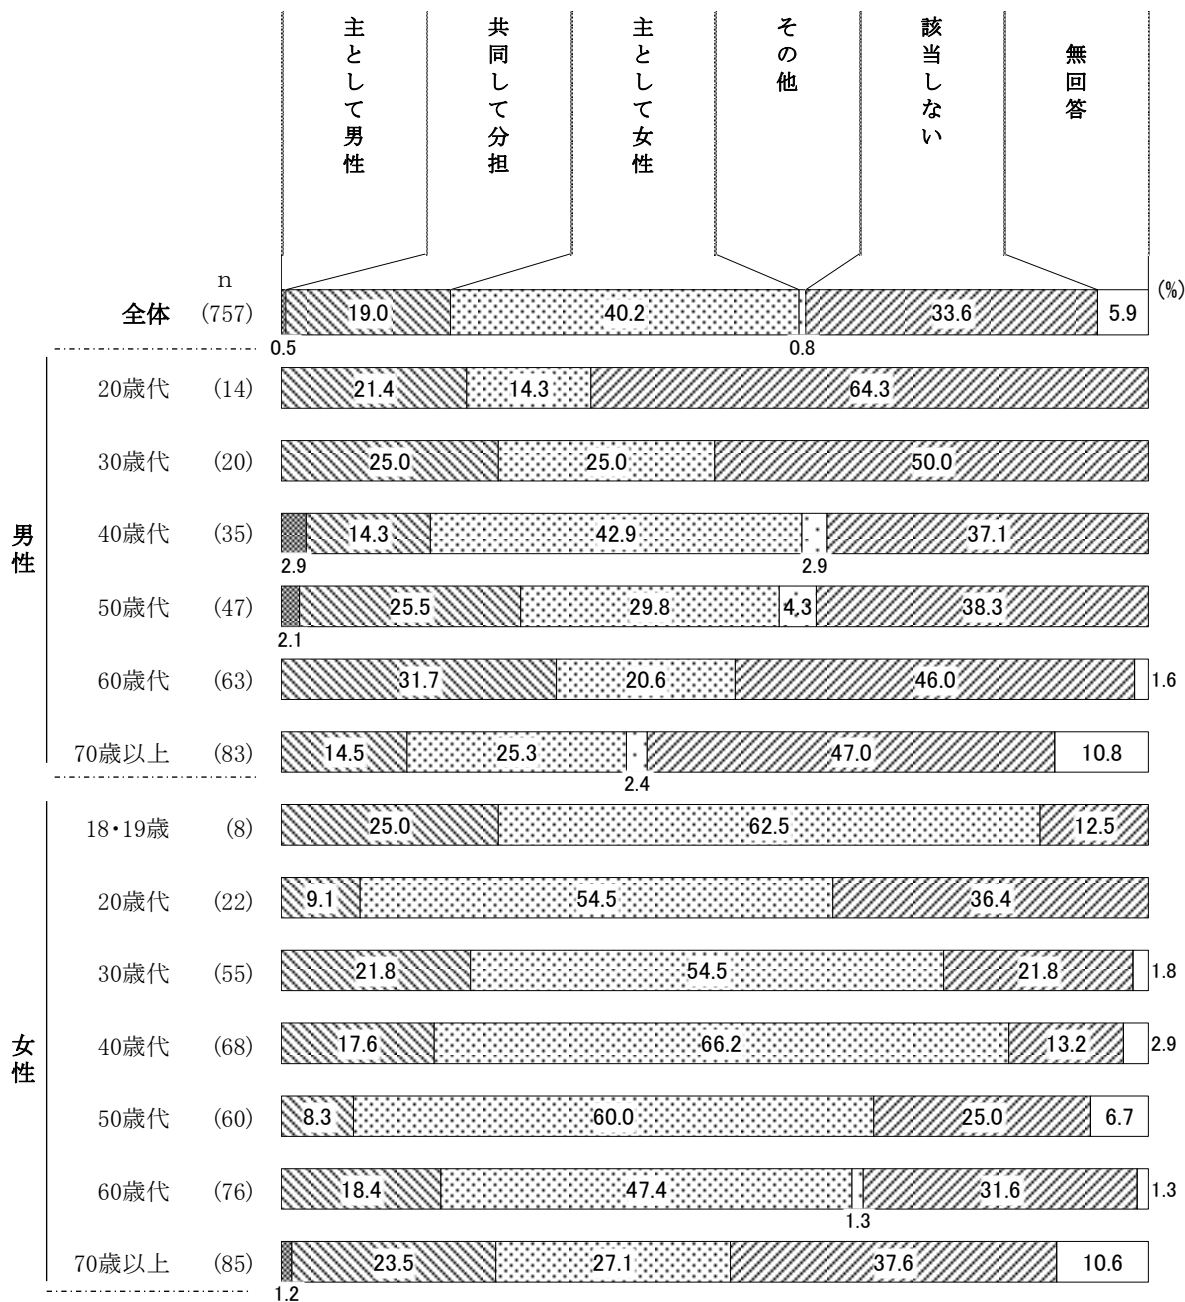 主として男性
共同して分担
主として女性
その他
該当しない
無回答
n
(%)
全体 (757) 19.0 40.2 33.6 5.9
0.5 0.8
男性
20歳代 (14) 21.4 14.3 64.3
30歳代 (20) 25.0 25.0 50.0
40歳代 (35) 14.3 42.9 37.1
2.9 2.9
50歳代 (47) 25.5 29.8 4.3 38.3
2.1
60歳代 (63) 31.7 20.6 46.0 1.6
70歳以上 (83) 14.5 25.3 47.0 10.8
2.4
女性
18・19歳 (8) 25.0 62.5 12.5
20歳代 (22) 9.1 54.5 36.4
30歳代 (55) 21.8 54.5 21.8 1.8
40歳代 (68) 17.6 66.2 13.2 2.9
50歳代 (60) 8.3 60.0 25.0 6.7
60歳代 (76) 18.4 47.4 31.6 1.3
1.3
70歳以上 (85) 23.5 27.1 37.6 10.6
1.2